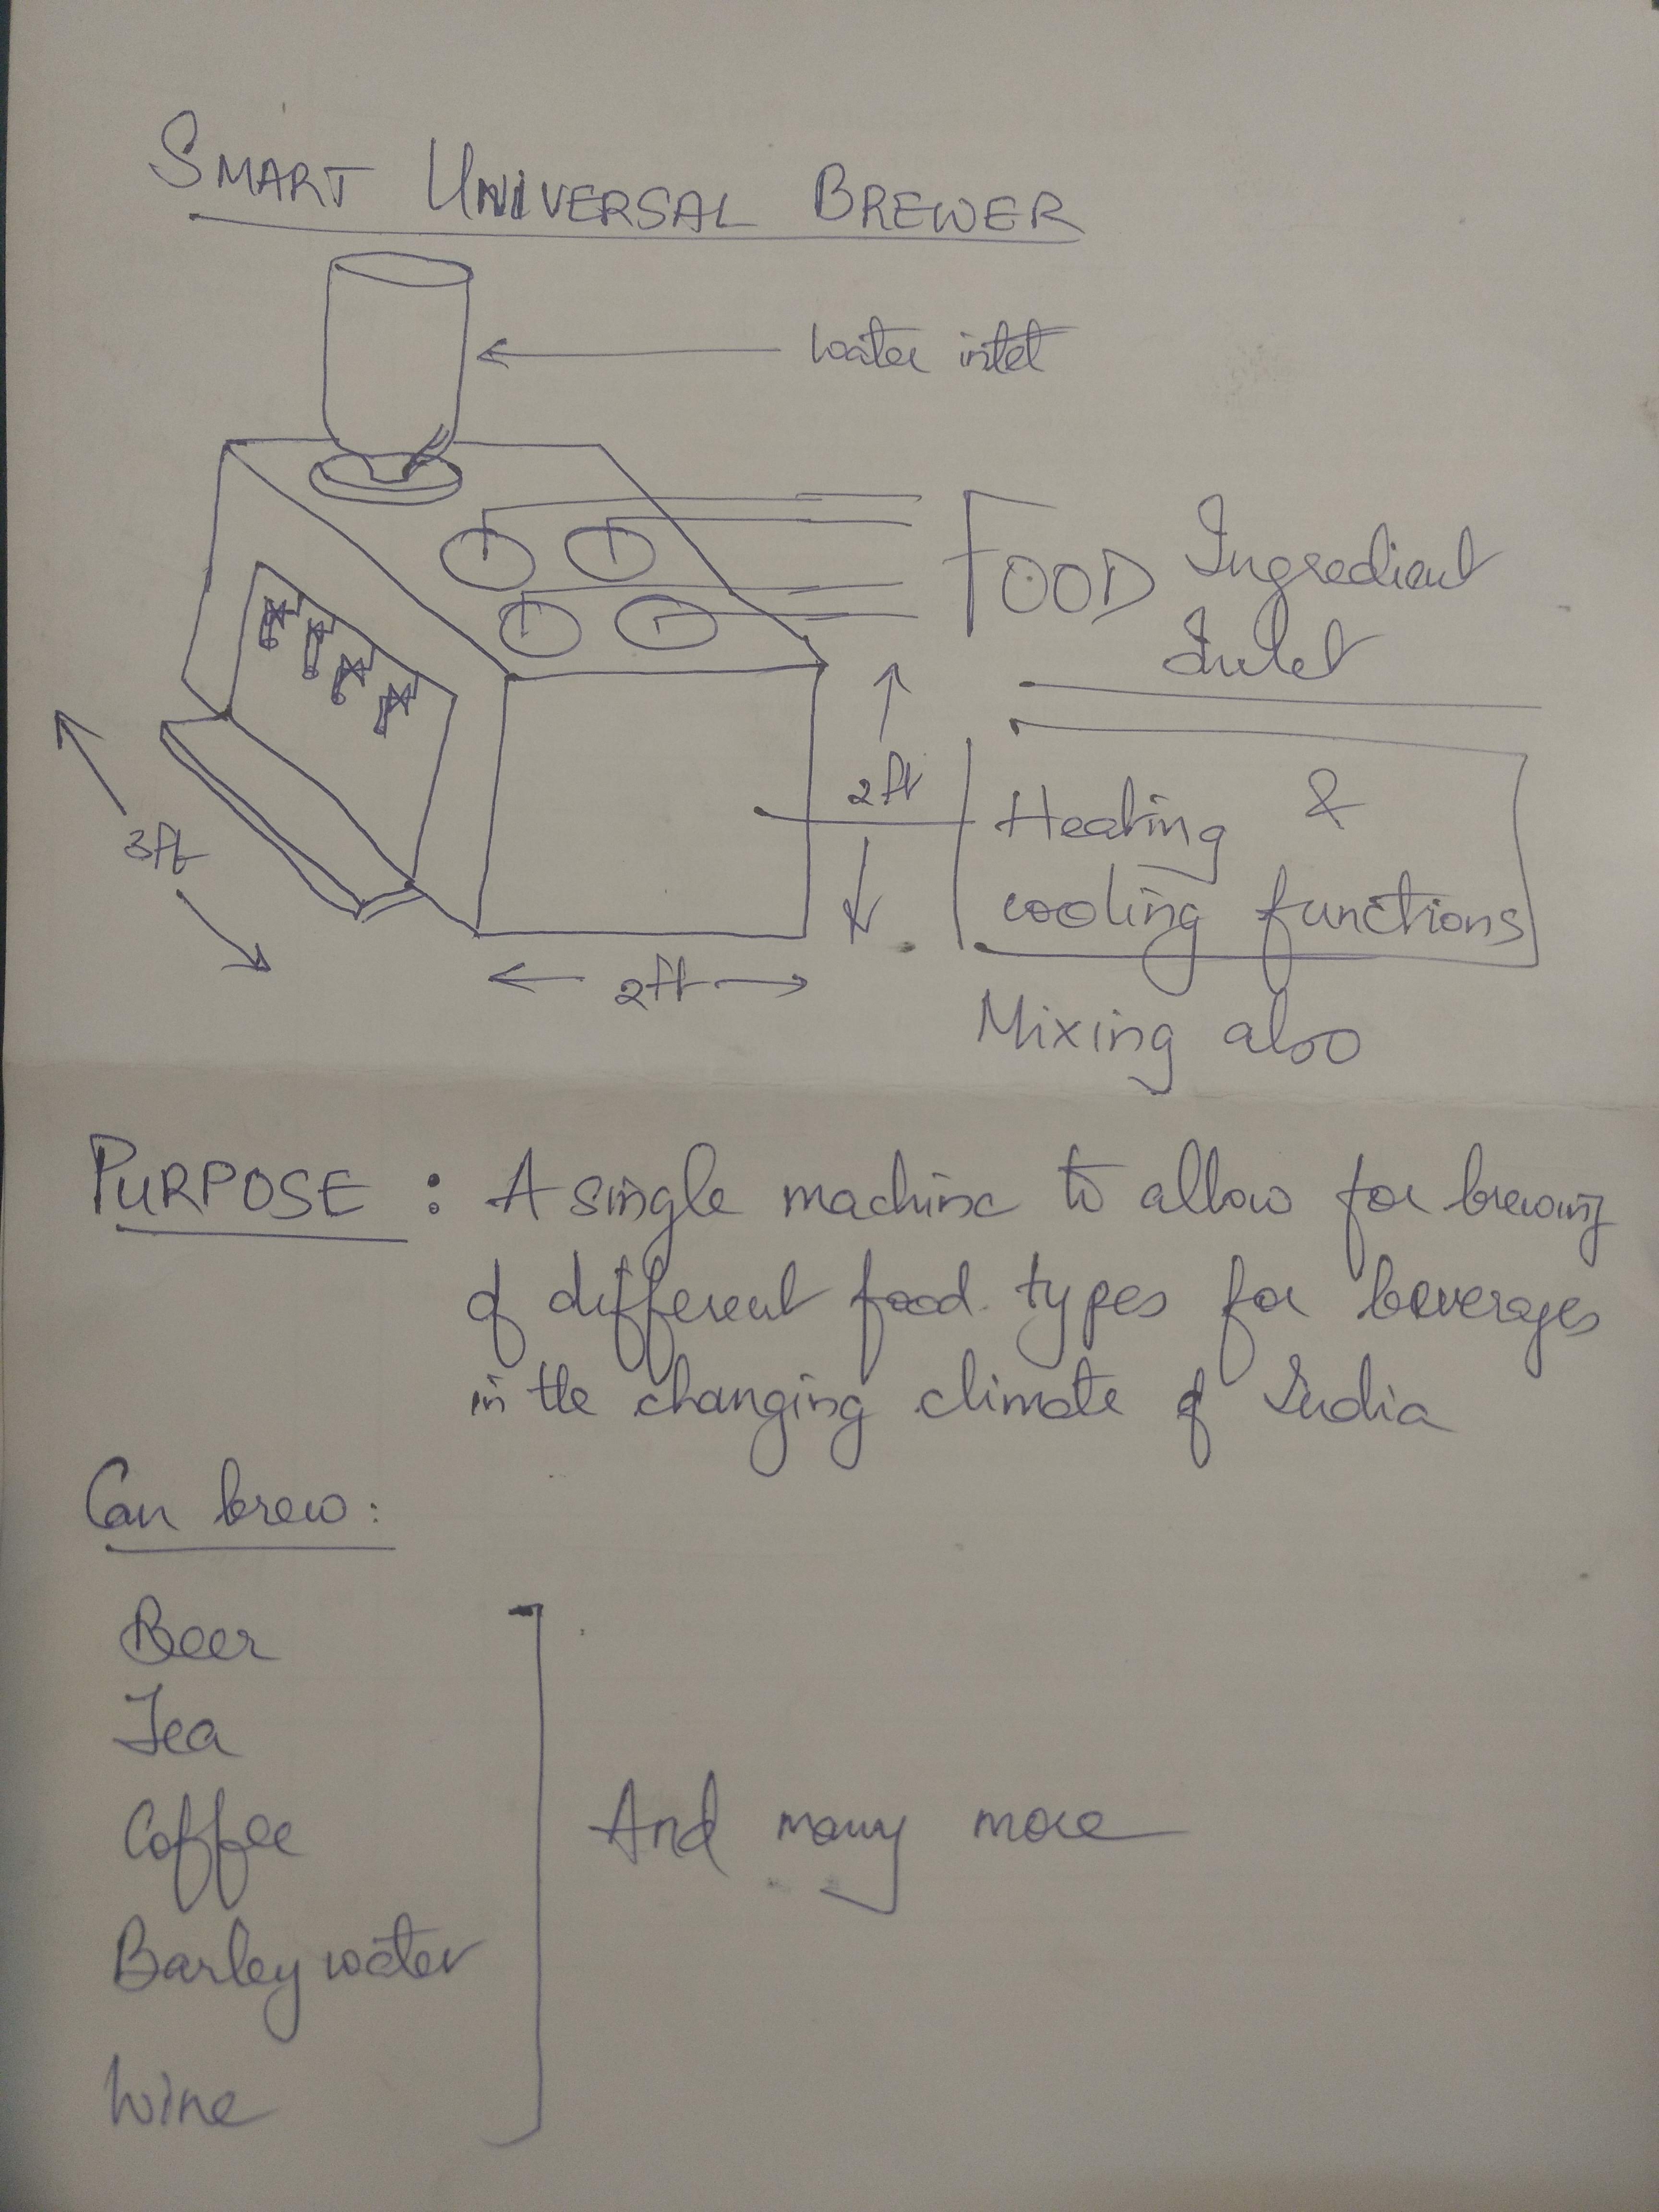 SMART UNIVERSAL BREWER
water inlet
FOOD Ingredient
Inlet
2ft
Heating &
cooling functions
3ft
2ft
Mixing also
PURPOSE : A single machine to allow for brewing
of different food types for beverages
in the changing climate of India
Can brew:
Beer
Tea
Coffee
And many more
Barley water
Wine